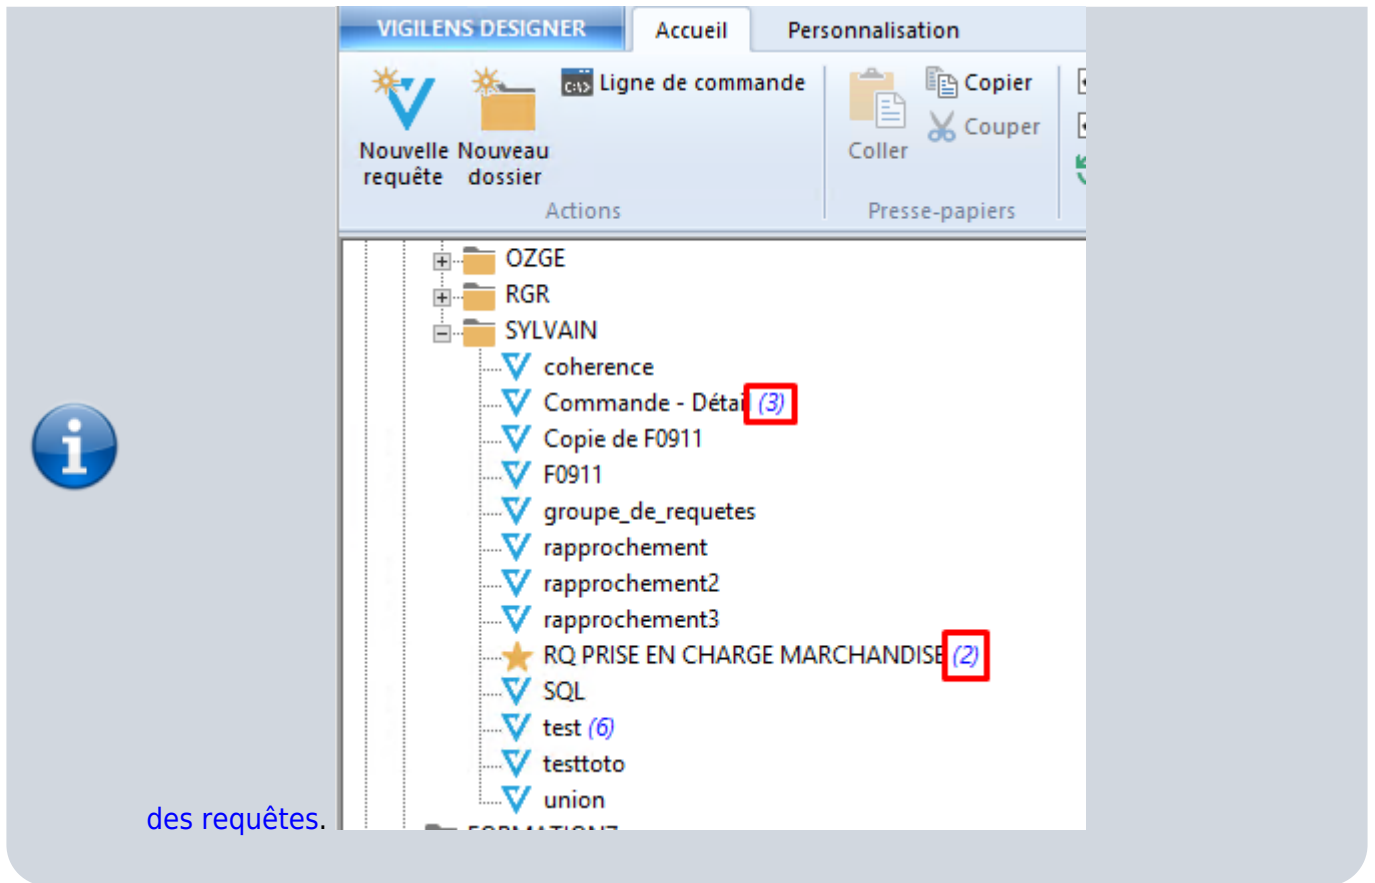 VIGILENS DESIGNER Accueil Personnalisation
Ligne de commande Copier
Couper
Nouvelle Nouveau Coller
requête dossier
Actions Presse-papiers
OZGE
RGR
SYLVAIN
coherence
Commande - Détail (3)
Copie de F0911
F0911
groupe_de_requetes
rapprochement
rapprochement2
rapprochement3
RQ PRISE EN CHARGE MARCHANDISE (2)
SQL
test (6)
testtoto
union
des requêtes.